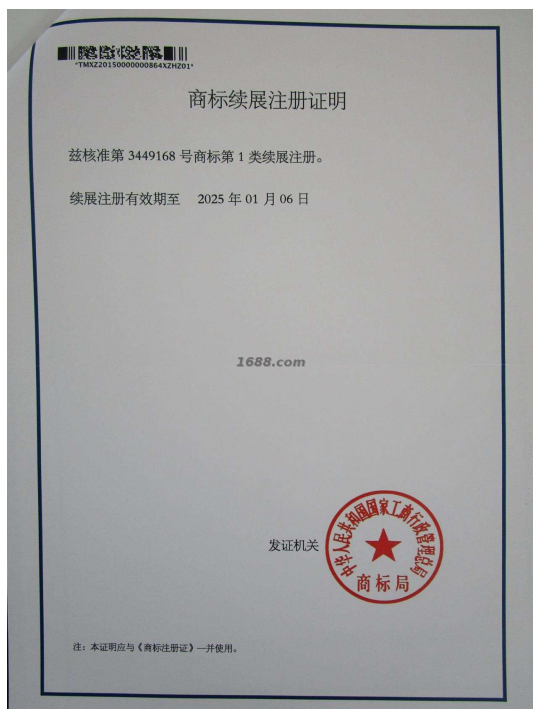 *TMXZ20150000000864XZHZ01*
商标续展注册证明
兹核准第 3449168 号商标第 1 类续展注册。
续展注册有效期至 2025 年 01 月 06 日
1688.com
发证机关
中华人民共和国国家工商行政管理总局
商标局
注：本证明应与《商标注册证》一并使用。